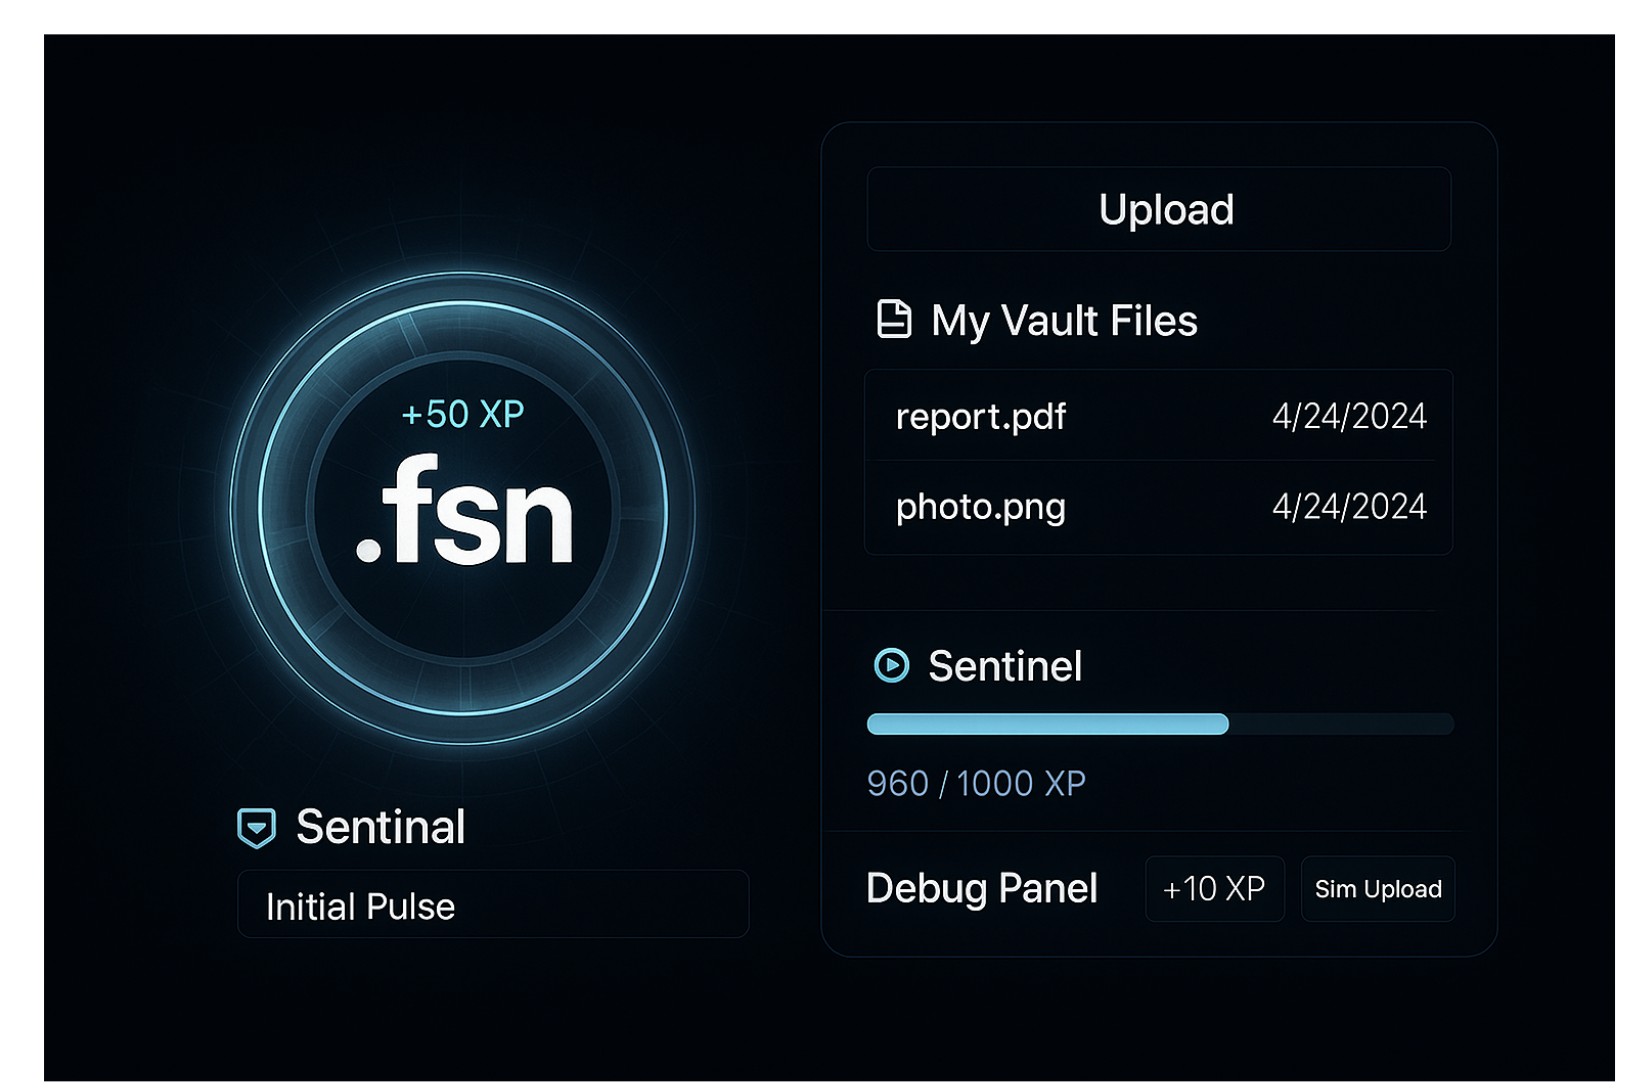 +50 XP
.fsn
Sentinal
Initial Pulse
Upload
My Vault Files
report.pdf 4/24/2024
photo.png 4/24/2024
Sentinel
960 / 1000 XP
Debug Panel +10 XP Sim Upload